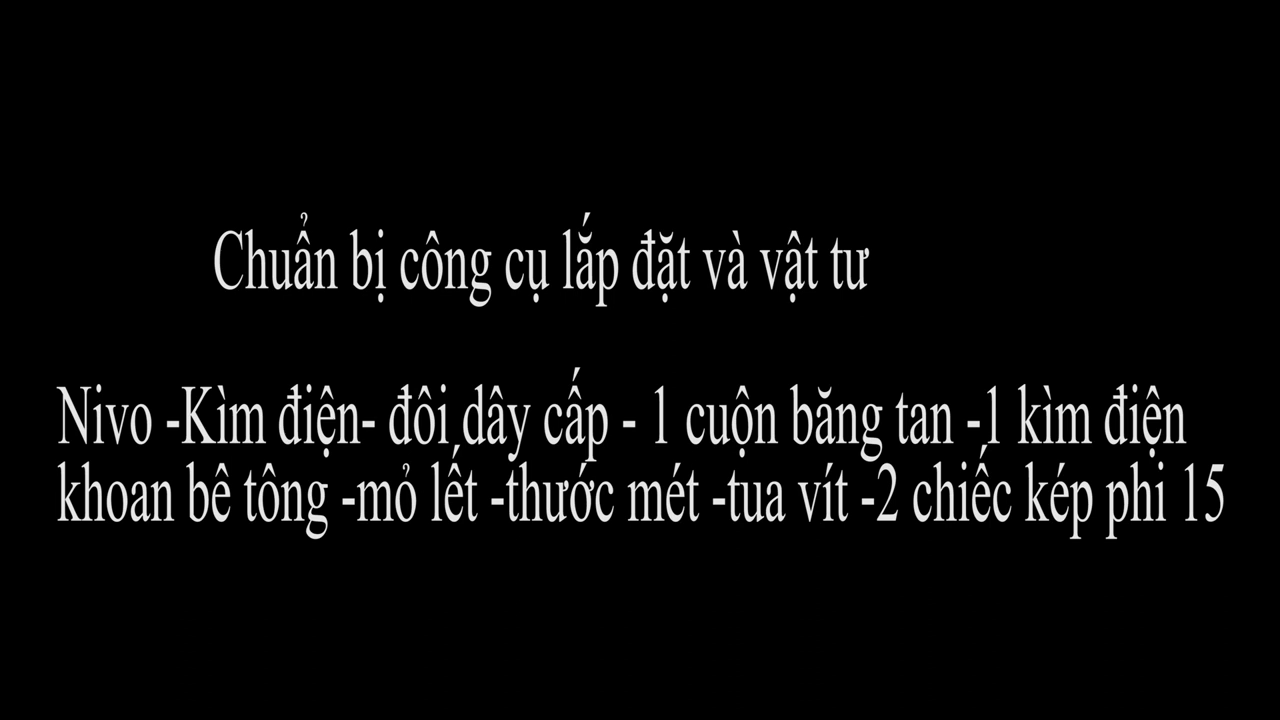 Chuẩn bị công cụ lắp đặt và vật tư
Nivo -Kìm điện- đôi dây cấp - 1 cuộn băng tan -1 kìm điện
khoan bê tông -mỏ lết -thước mét -tua vít -2 chiếc kép phi 15